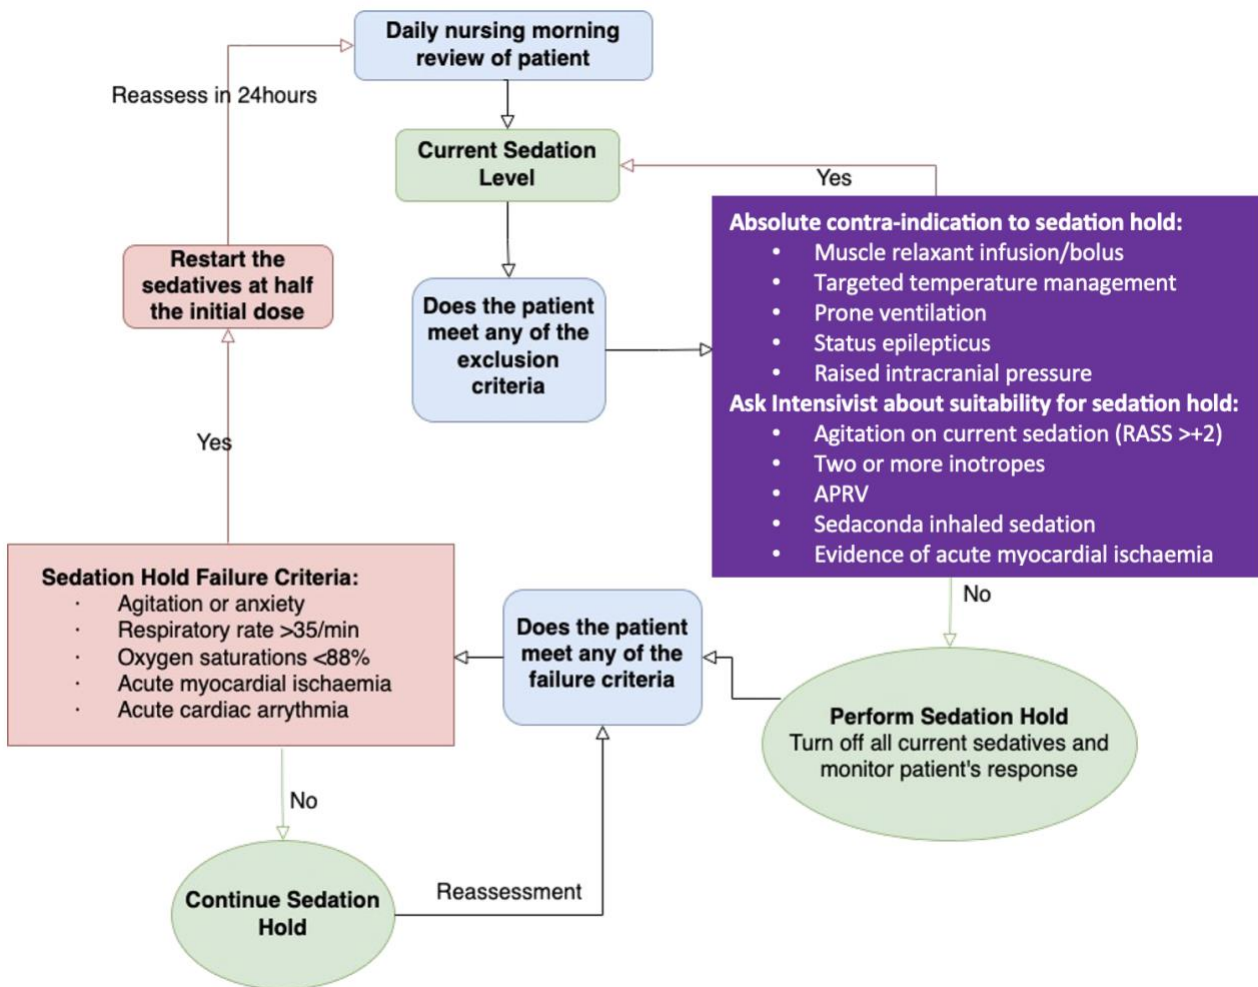 Daily nursing morning
review of patient
Reassess in 24hours
Current Sedation
Level
Yes
Absolute contra-indication to sedation hold:
• Muscle relaxant infusion/bolus
• Targeted temperature management
• Prone ventilation
• Status epilepticus
• Raised intracranial pressure
Ask Intensivist about suitability for sedation hold:
• Agitation on current sedation (RASS >+2)
• Two or more inotropes
• APRV
• Sedaconda inhaled sedation
• Evidence of acute myocardial ischaemia
Restart the
sedatives at half
the initial dose
Does the patient
meet any of the
exclusion
criteria
Yes
Sedation Hold Failure Criteria:
· Agitation or anxiety
· Respiratory rate >35/min
· Oxygen saturations <88%
· Acute myocardial ischaemia
· Acute cardiac arrythmia
Does the patient
meet any of the
failure criteria
No
Perform Sedation Hold
Turn off all current sedatives and
monitor patient's response
No
Continue Sedation
Hold
Reassessment